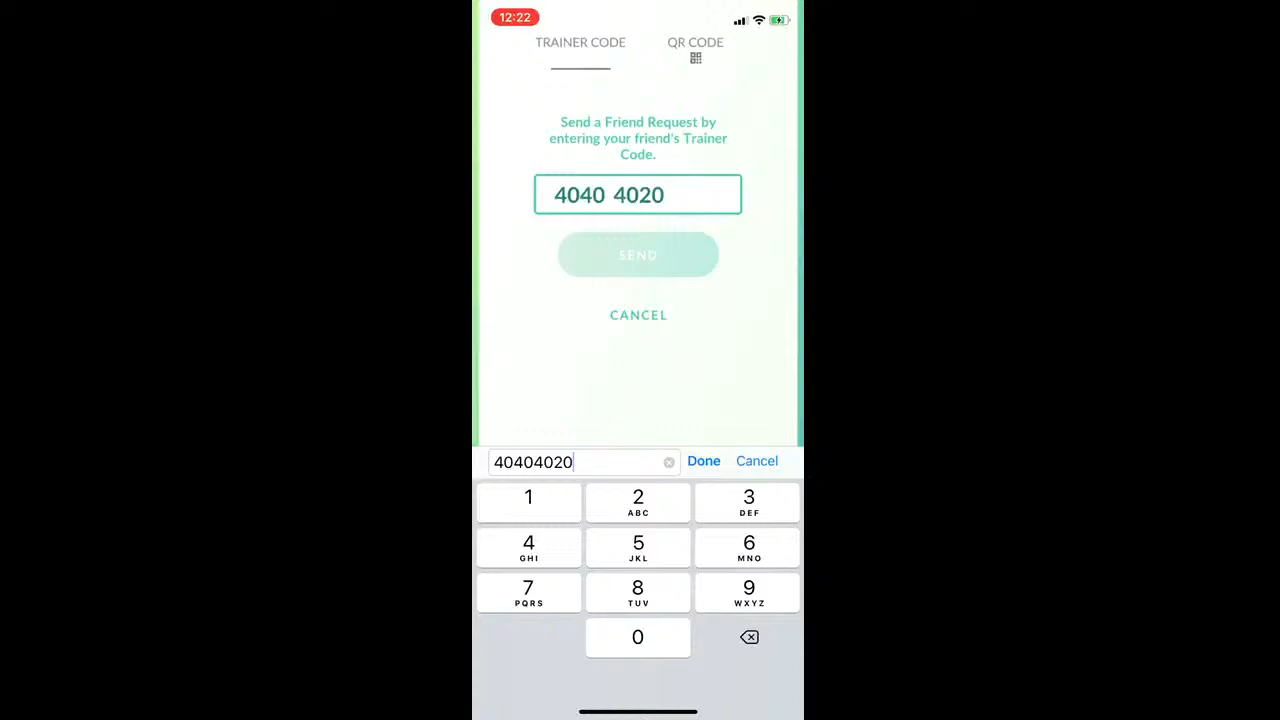 12:22
TRAINER CODE QR CODE
Send a Friend Request by
entering your friend's Trainer
Code.
4040 4020
SEND
CANCEL
40404020 Done Cancel
1 2 3
ABC DEF
4 5 6
GHI JKL MNO
7 8 9
PQRS TUV WXYZ
0